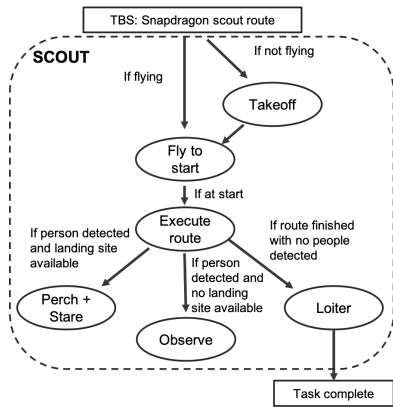 TBS: Snapdragon scout route
SCOUT
If not flying
If flying
Takeoff
Fly to
start
If at start
Execute
route
If person detected
and landing site
available
If person
detected and
no landing
site available
If route finished
with no people
detected
Perch +
Stare
Observe
Loiter
Task complete